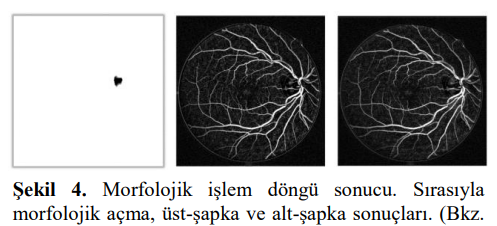 Şekil 4. Morfolojik işlem döngü sonucu. Sırasıyla
morfolojik açma, üst-şapka ve alt-şapka sonuçları. (Bkz.